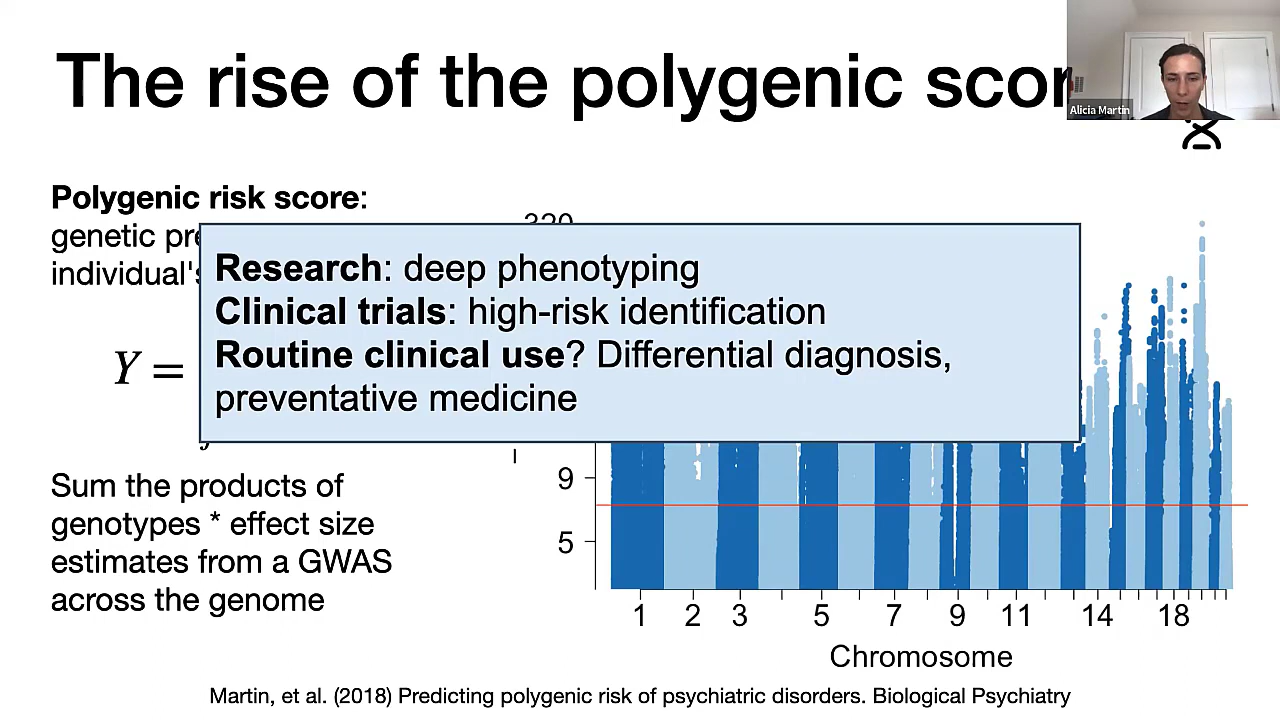 The rise of the polygenic scor
Alicia Martin
Polygenic risk score:
genetic pre
individual's
320
Research: deep phenotyping
Clinical trials: high-risk identification
Routine clinical use? Differential diagnosis,
preventative medicine
Y =
9
5
Sum the products of
genotypes * effect size
estimates from a GWAS
across the genome
1 2 3 5 7 9 11 14 18
Chromosome
Martin, et al. (2018) Predicting polygenic risk of psychiatric disorders. Biological Psychiatry